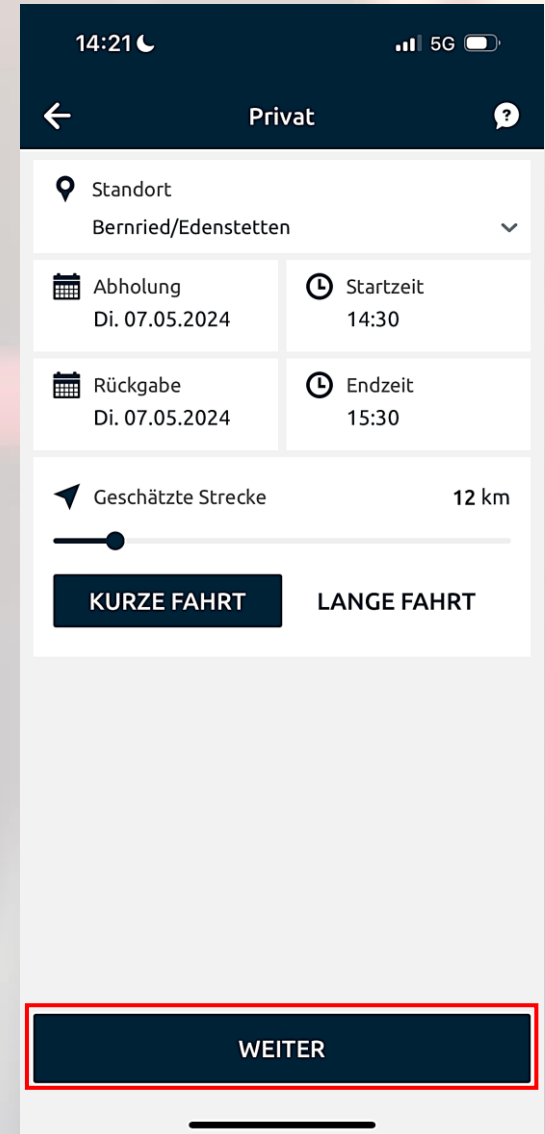 14:21 5G
Privat
?
Standort
Bernried/Edenstetten
Abholung
Di. 07.05.2024
Startzeit
14:30
Rückgabe
Di. 07.05.2024
Endzeit
15:30
Geschätzte Strecke 12 km
KURZE FAHRT LANGE FAHRT
WEITER